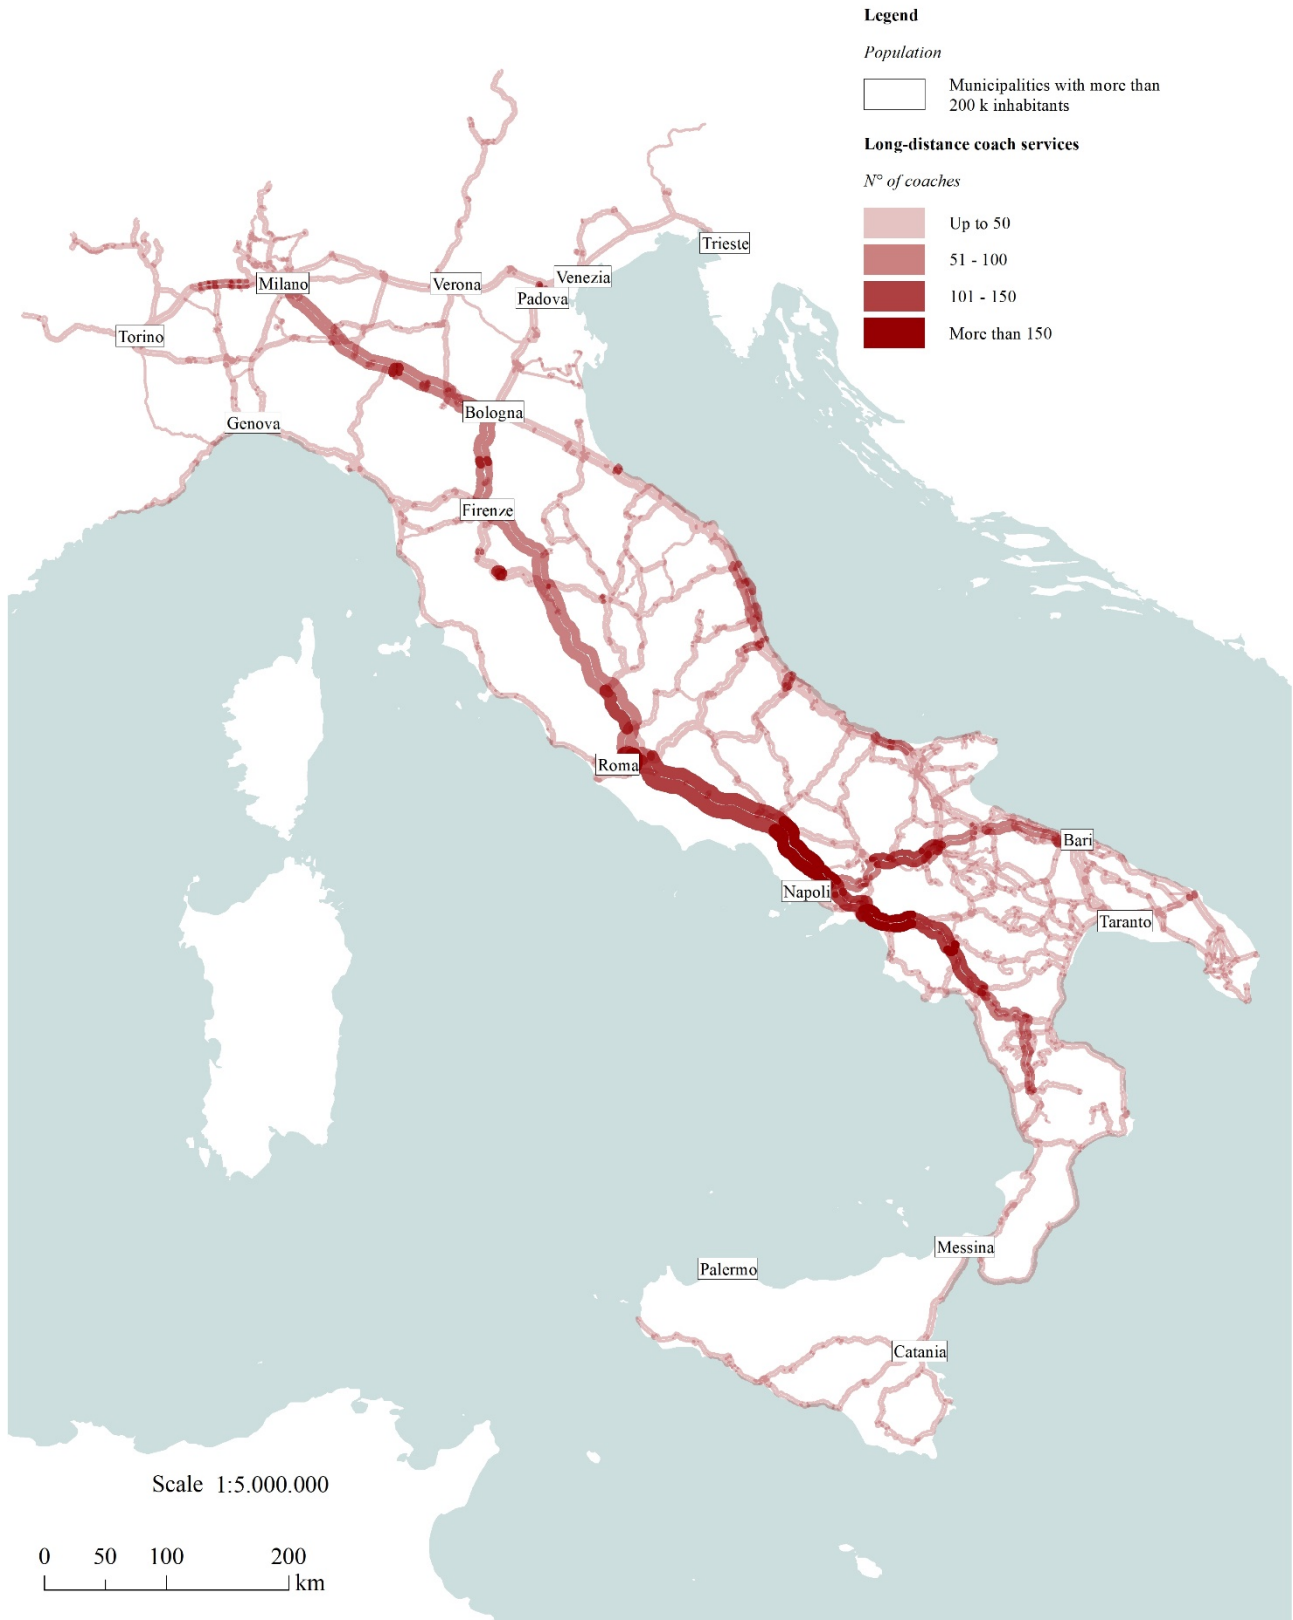 Legend
Population
Municipalities with more than
200 k inhabitants
Long-distance coach services
N° of coaches
Up to 50
51 - 100
101 - 150
More than 150
Trieste
Venezia
Milano
Verona
Padova
Torino
Bologna
Genova
Firenze
Roma
Bari
Napoli
Taranto
Messina
Palermo
Catania
Scale 1:5.000.000
0 50 100 200
km